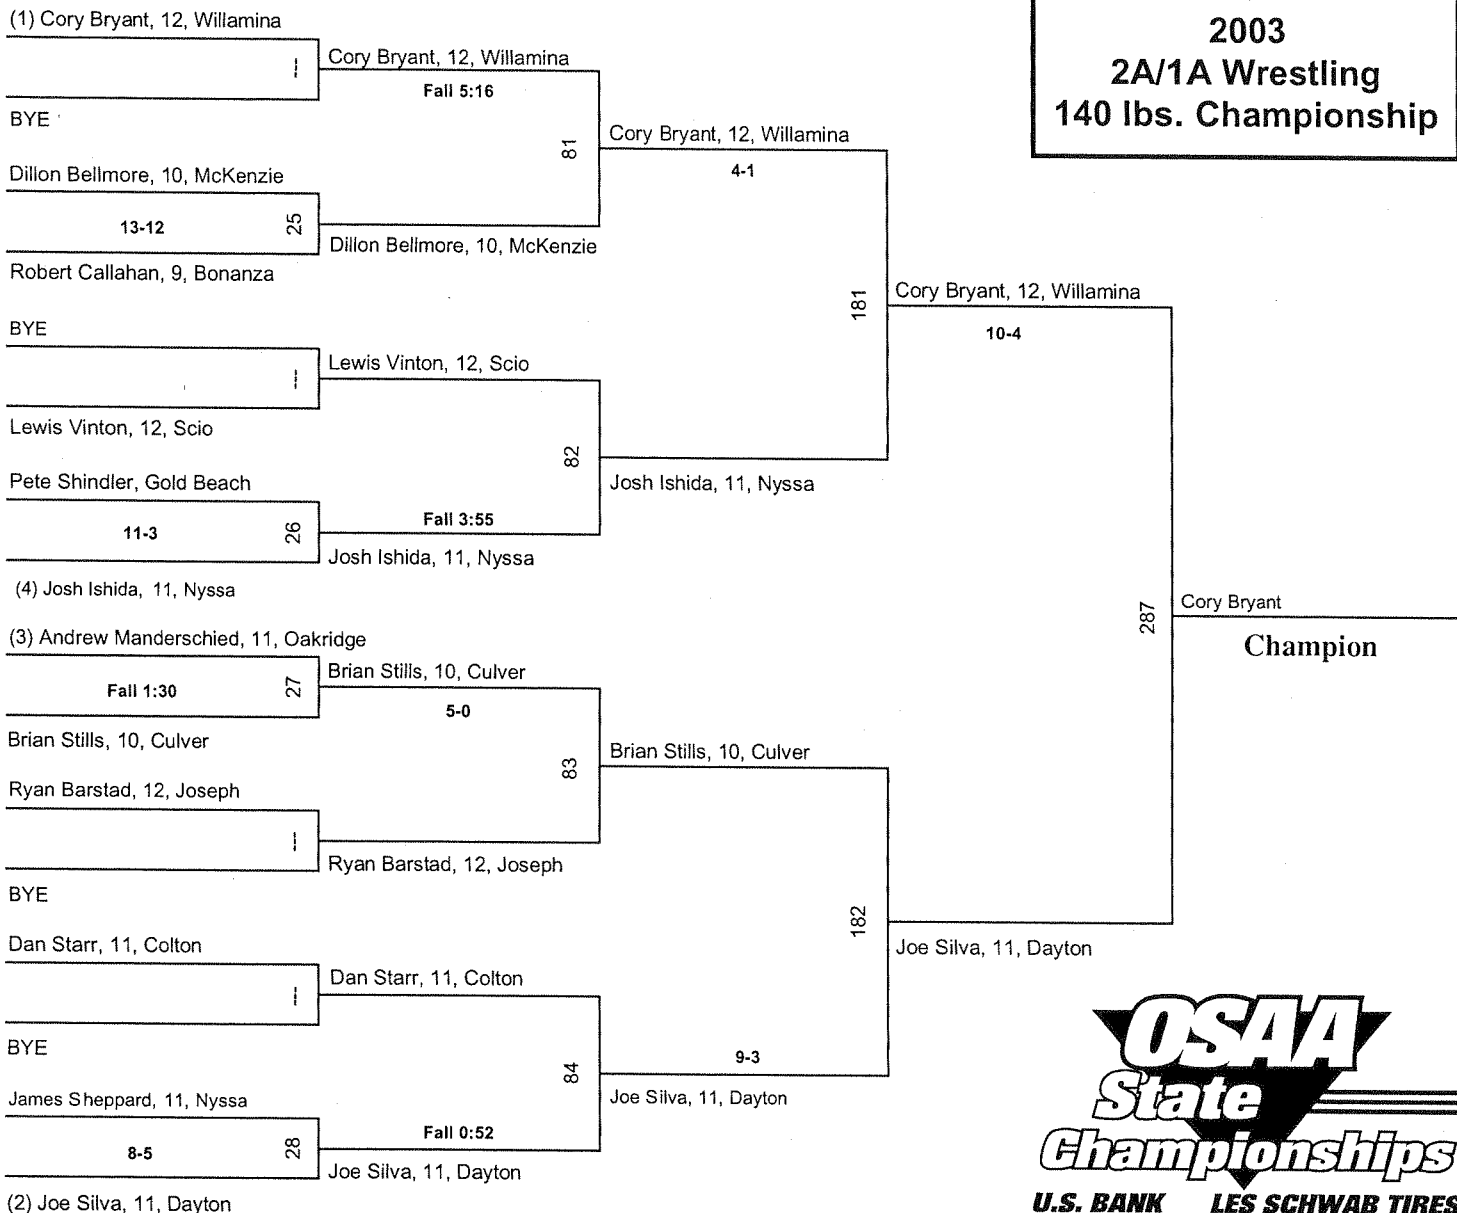 2003
2A/1A Wrestling
140 lbs. Championship
(1) Cory Bryant, 12, Willamina
BYE
Dillon Bellmore, 10, McKenzie
13-12
25
Robert Callahan, 9, Bonanza
BYE
Lewis Vinton, 12, Scio
Pete Shindler, Gold Beach
11-3
26
(4) Josh Ishida, 11, Nyssa
(3) Andrew Manderschied, 11, Oakridge
Fall 1:30
27
Brian Stills, 10, Culver
Ryan Barstad, 12, Joseph
BYE
Dan Starr, 11, Colton
BYE
James Sheppard, 11, Nyssa
8-5
28
(2) Joe Silva, 11, Dayton
Cory Bryant, 12, Willamina
Fall 5:16
81
Dillon Bellmore, 10, McKenzie
Lewis Vinton, 12, Scio
82
Fall 3:55
Josh Ishida, 11, Nyssa
Brian Stills, 10, Culver
5-0
83
Ryan Barstad, 12, Joseph
Dan Starr, 11, Colton
84
Fall 0:52
Joe Silva, 11, Dayton
Cory Bryant, 12, Willamina
4-1
181
Josh Ishida, 11, Nyssa
Brian Stills, 10, Culver
182
9-3
Joe Silva, 11, Dayton
Cory Bryant, 12, Willamina
10-4
287
Joe Silva, 11, Dayton
Cory Bryant
Champion
OSAA
State
Championships
U.S. BANK LES SCHWAB TIRES